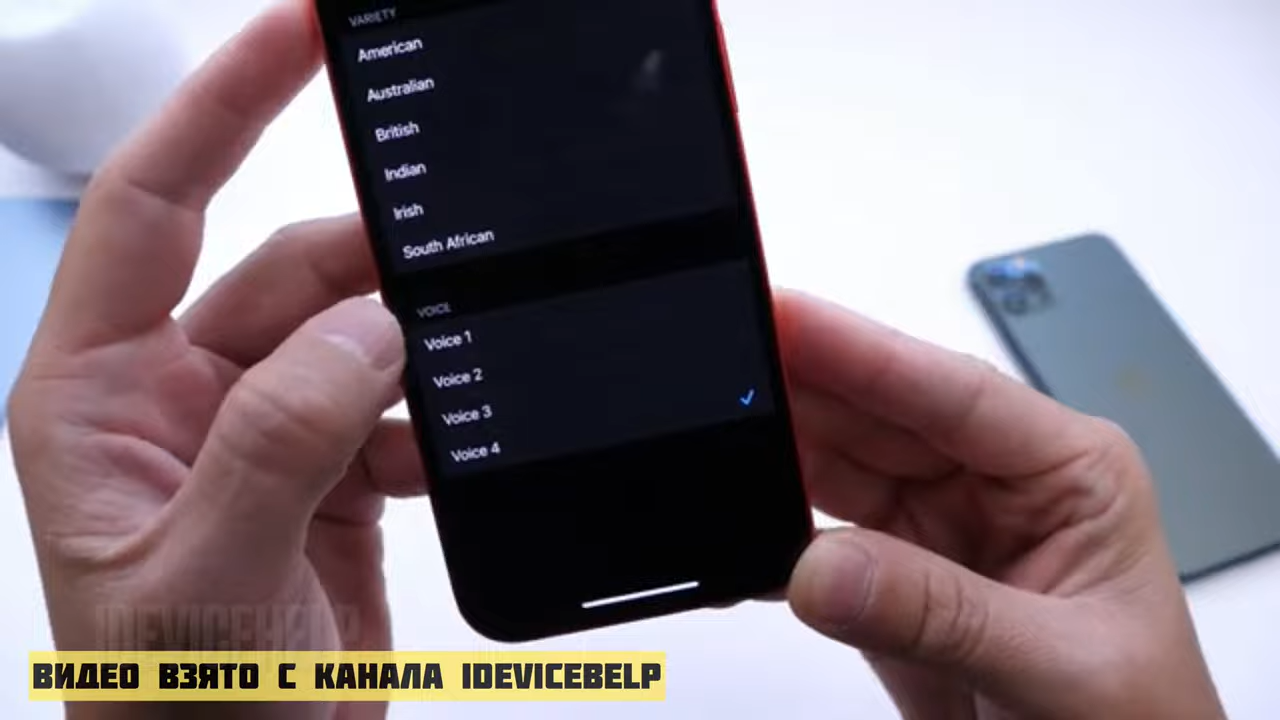 VARIETY
American
Australian
British
Indian
Irish
South African
VOICE
Voice 1
Voice 2
Voice 3
Voice 4
IDEVICEHELP
ВИДЕО ВЗЯТО С КАНАЛА IDEVICEBELP